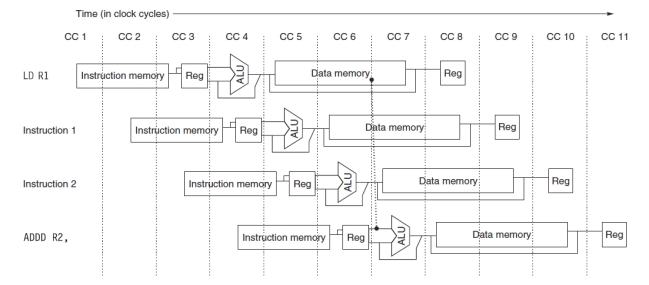 Time (in clock cycles)
CC 1 CC 2 CC 3 CC 4 CC 5 CC 6 CC 7 CC 8 CC 9 CC 10 CC 11
LD R1 Instruction memory Reg ALU Data memory Reg
Instruction 1 Instruction memory Reg ALU Data memory Reg
Instruction 2 Instruction memory Reg ALU Data memory Reg
ADDD R2, Instruction memory Reg ALU Data memory Reg